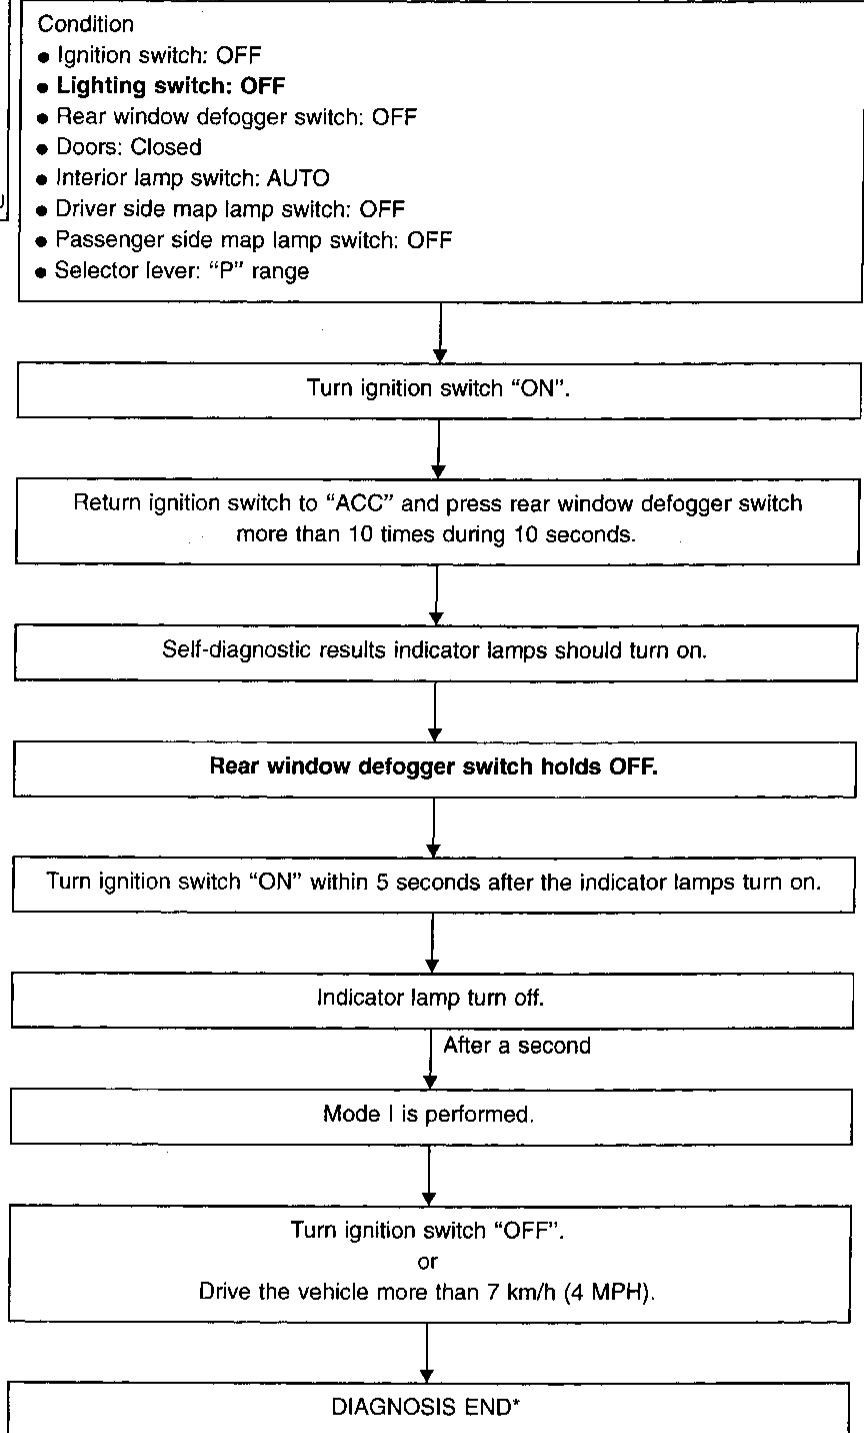 Condition
● Ignition switch: OFF
● Lighting switch: OFF
● Rear window defogger switch: OFF
● Doors: Closed
● Interior lamp switch: AUTO
● Driver side map lamp switch: OFF
● Passenger side map lamp switch: OFF
● Selector lever: “P” range
Turn ignition switch “ON”.
Return ignition switch to “ACC” and press rear window defogger switch
more than 10 times during 10 seconds.
Self-diagnostic results indicator lamps should turn on.
Rear window defogger switch holds OFF.
Turn ignition switch “ON” within 5 seconds after the indicator lamps turn on.
Indicator lamp turn off.
After a second
Mode I is performed.
Turn ignition switch “OFF”.
or
Drive the vehicle more than 7 km/h (4 MPH).
DIAGNOSIS END*